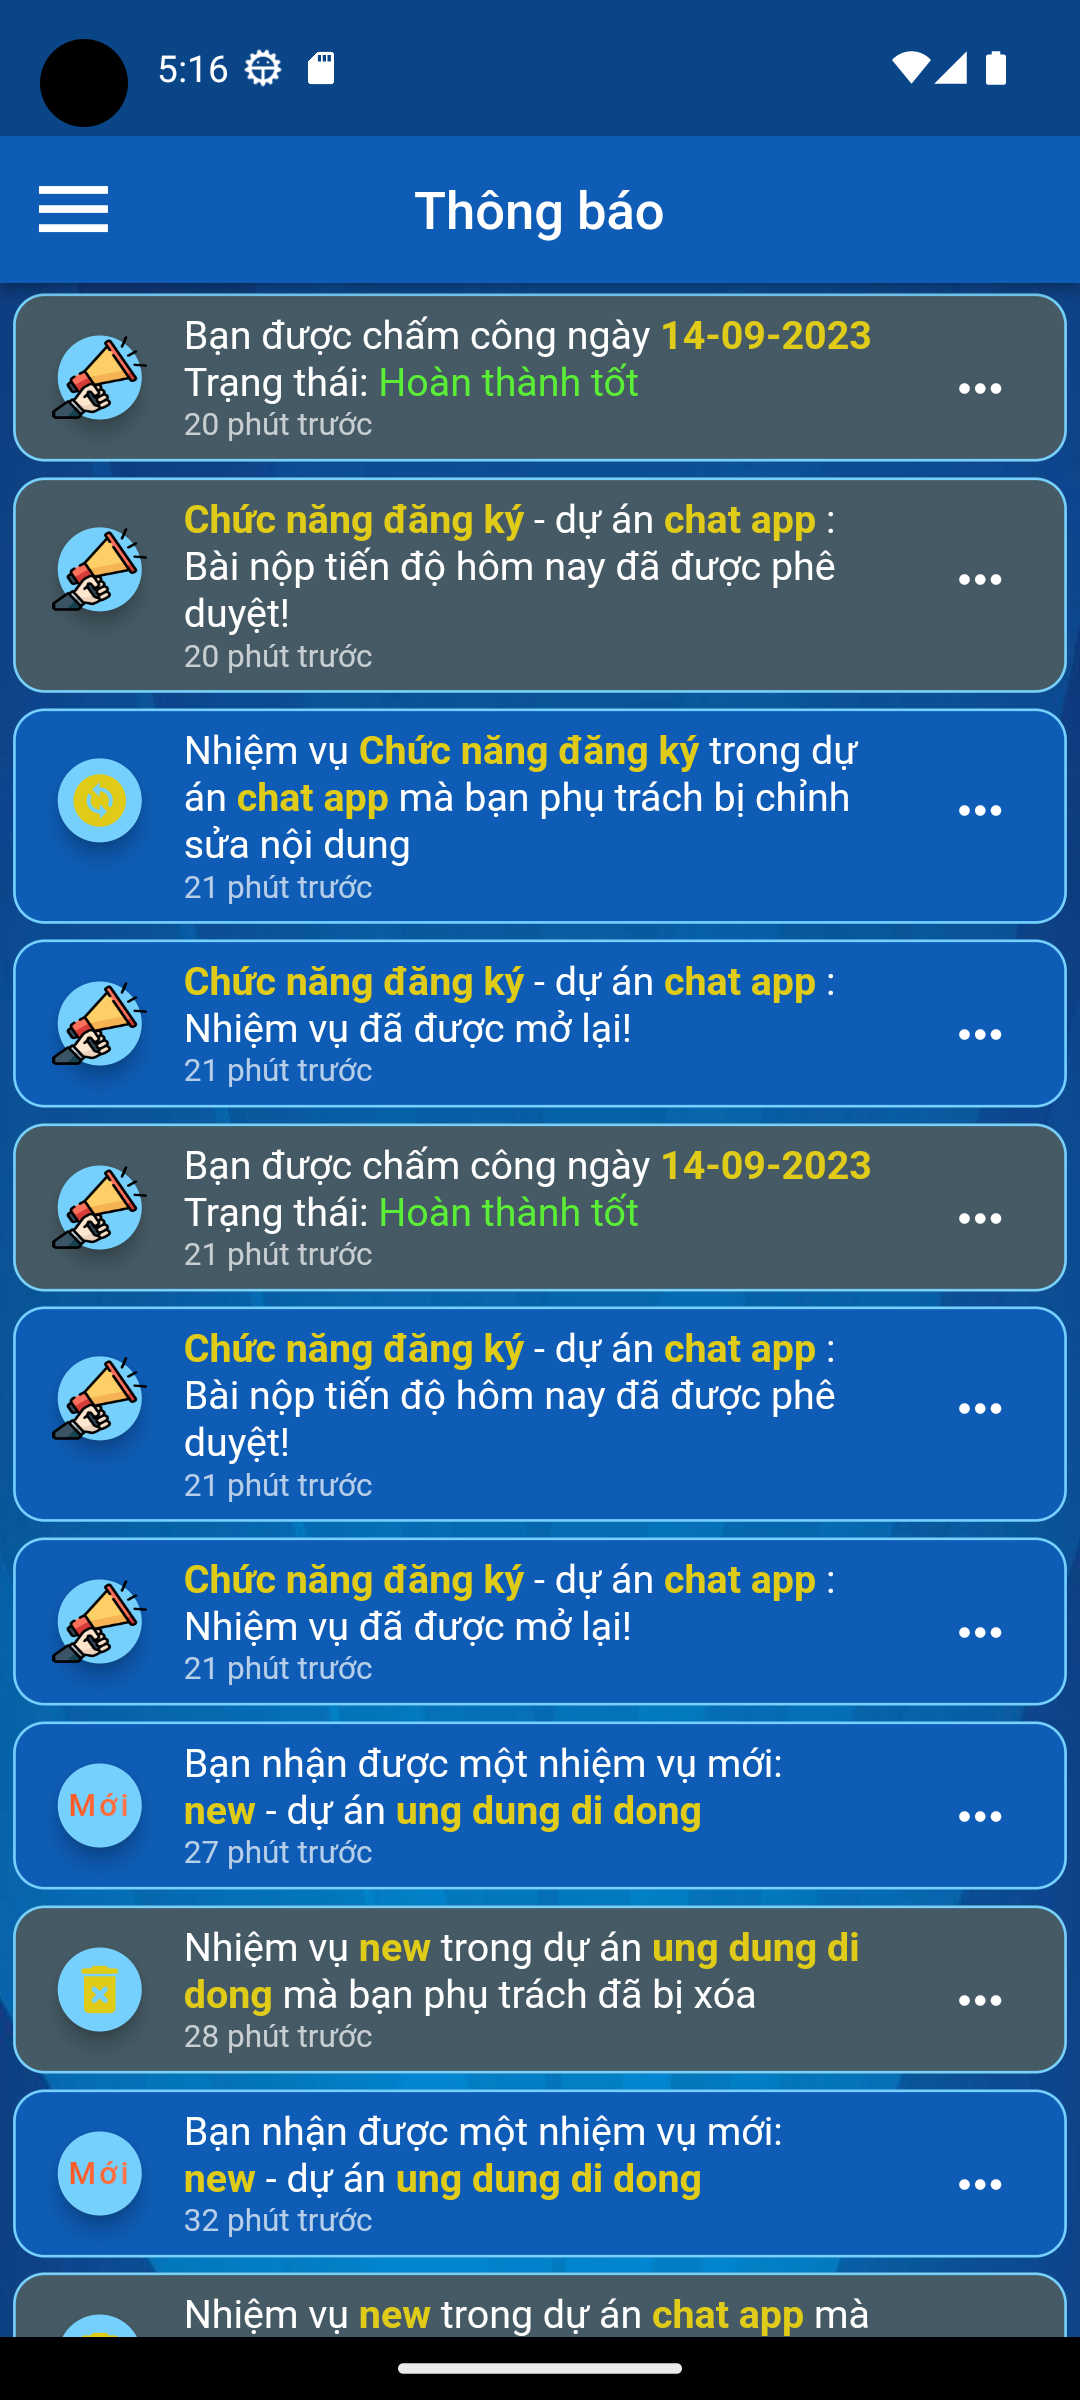 5:16
Thông báo
Bạn được chấm công ngày 14-09-2023
Trạng thái: Hoàn thành tốt
20 phút trước
Chức năng đăng ký - dự án chat app :
Bài nộp tiến độ hôm nay đã được phê
duyệt!
20 phút trước
Nhiệm vụ Chức năng đăng ký trong dự
án chat app mà bạn phụ trách bị chỉnh
sửa nội dung
21 phút trước
Chức năng đăng ký - dự án chat app :
Nhiệm vụ đã được mở lại!
21 phút trước
Bạn được chấm công ngày 14-09-2023
Trạng thái: Hoàn thành tốt
21 phút trước
Chức năng đăng ký - dự án chat app :
Bài nộp tiến độ hôm nay đã được phê
duyệt!
21 phút trước
Chức năng đăng ký - dự án chat app :
Nhiệm vụ đã được mở lại!
21 phút trước
Mới
Bạn nhận được một nhiệm vụ mới:
new - dự án ung dung di dong
27 phút trước
Nhiệm vụ new trong dự án ung dung di
dong mà bạn phụ trách đã bị xóa
28 phút trước
Mới
Bạn nhận được một nhiệm vụ mới:
new - dự án ung dung di dong
32 phút trước
Nhiệm vụ new trong dự án chat app mà